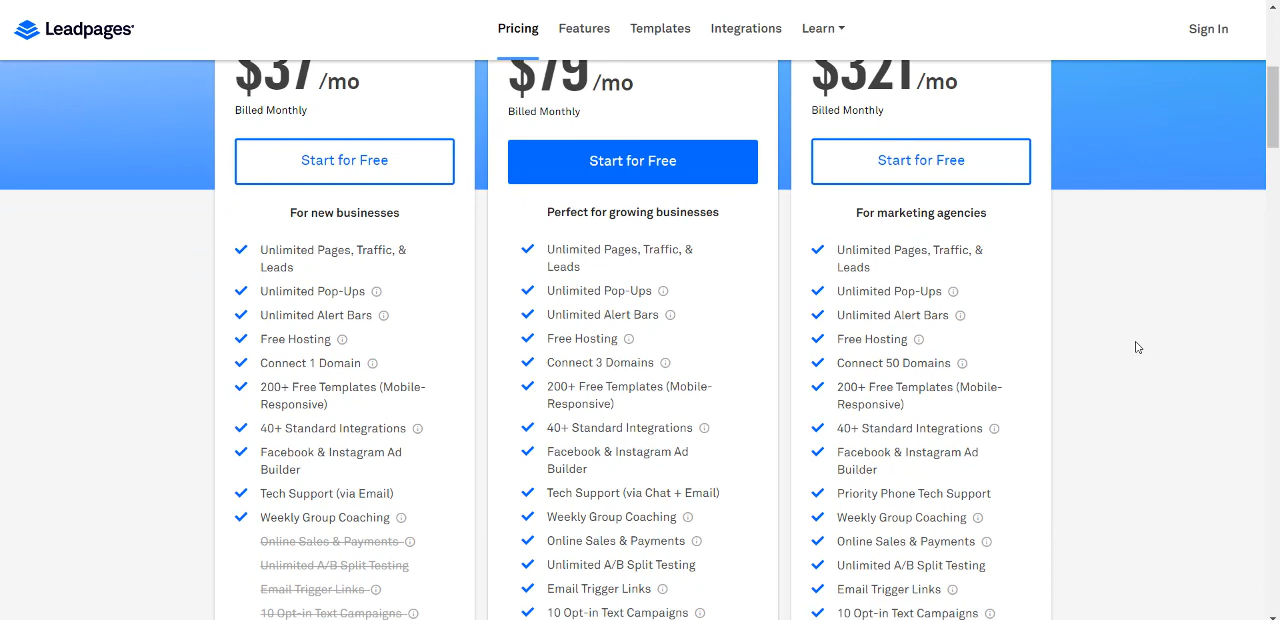 Leadpages
Pricing Features Templates Integrations Learn Sign In
$37 /mo
Billed Monthly
Start for Free
For new businesses
Unlimited Pages, Traffic, &
Leads
Unlimited Pop-Ups
Unlimited Alert Bars
Free Hosting
Connect 1 Domain
200+ Free Templates (Mobile-
Responsive)
40+ Standard Integrations
Facebook & Instagram Ad
Builder
Tech Support (via Email)
Weekly Group Coaching
Online Sales & Payments
Unlimited A/B Split Testing
Email Trigger Links
10 Opt-in Text Campaigns
$79 /mo
Billed Monthly
Start for Free
Perfect for growing businesses
Unlimited Pages, Traffic, &
Leads
Unlimited Pop-Ups
Unlimited Alert Bars
Free Hosting
Connect 3 Domains
200+ Free Templates (Mobile-
Responsive)
40+ Standard Integrations
Facebook & Instagram Ad
Builder
Tech Support (via Chat + Email)
Weekly Group Coaching
Online Sales & Payments
Unlimited A/B Split Testing
Email Trigger Links
10 Opt-in Text Campaigns
$321 /mo
Billed Monthly
Start for Free
For marketing agencies
Unlimited Pages, Traffic, &
Leads
Unlimited Pop-Ups
Unlimited Alert Bars
Free Hosting
Connect 50 Domains
200+ Free Templates (Mobile-
Responsive)
40+ Standard Integrations
Facebook & Instagram Ad
Builder
Priority Phone Tech Support
Weekly Group Coaching
Online Sales & Payments
Unlimited A/B Split Testing
Email Trigger Links
10 Opt-in Text Campaigns